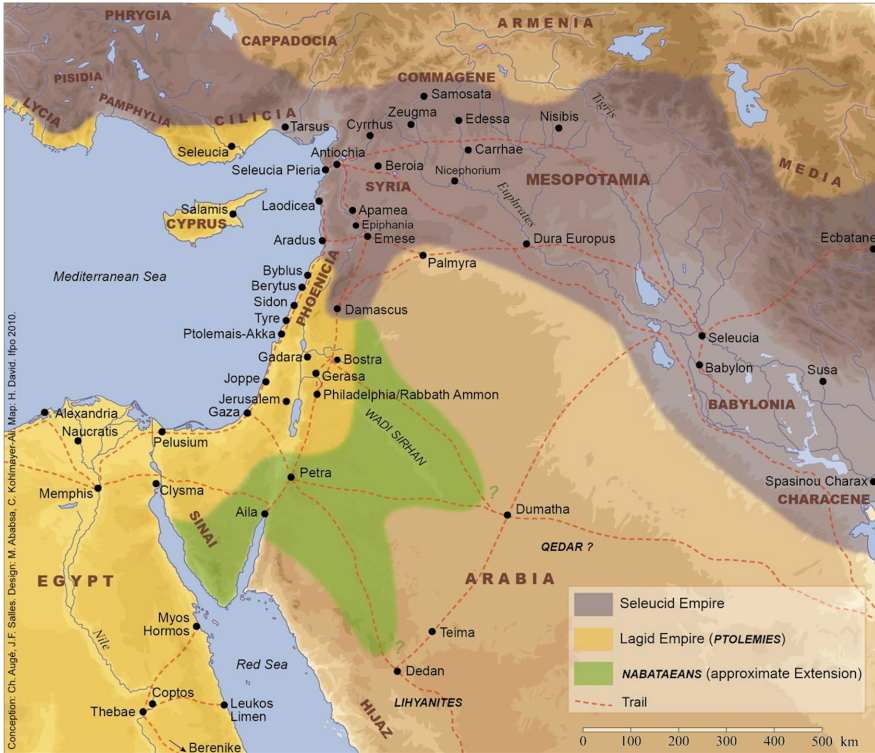 PHRYGIA
CAPPADOCIA
ARMENIA
PISIDIA
COMMAGENE
Samosata
LYCIA
PAMPHYLIA
CILICIA
Tarsus
Zeugma
Edessa
Nisibis
Tigris
Cyrrhus
Seleucia
Antiochia
Carrhae
Seleucia Pieria
Beroia
Nicephorium
MESOPOTAMIA
MEDIA
SYRIA
Euphrates
Laodicea
Salamis
CYPRUS
Apamea
Epiphania
Aradus
Emese
Dura Europus
Ecbatane
Palmyra
Mediterranean Sea
Byblus
Berytus
PHOENICIA
Sidon
Damascus
Tyre
Ptolemais-Akka
Seleucia
Gadara
Bostra
Babylon
Susa
Joppe
Gerasa
Jerusalem
Philadelphia/Rabbath Ammon
BABYLONIA
Gaza
Alexandria
WADI SIRHAN
Naucratis
Pelusium
Petra
Memphis
Clysma
Spasinou Charax
CHARACENE
?
Aila
Dumatha
SINAI
QEDAR ?
EGYPT
ARABIA
Myos
Hormos
Teima
Nile
?
Red Sea
Dedan
Coptos
Leukos
Limen
LIHYANITES
Thebae
HIJAZ
Berenike
Seleucid Empire
Lagid Empire (PTOLEMIES)
NABATAEANS (approximate Extension)
Trail
0 100 200 300 400 500 km
Conception: Ch. Augé, J.F. Salles. Design: M. Ababsa, C. Kohlmayer-Ali. Map: H. David. Ifpo 2010.